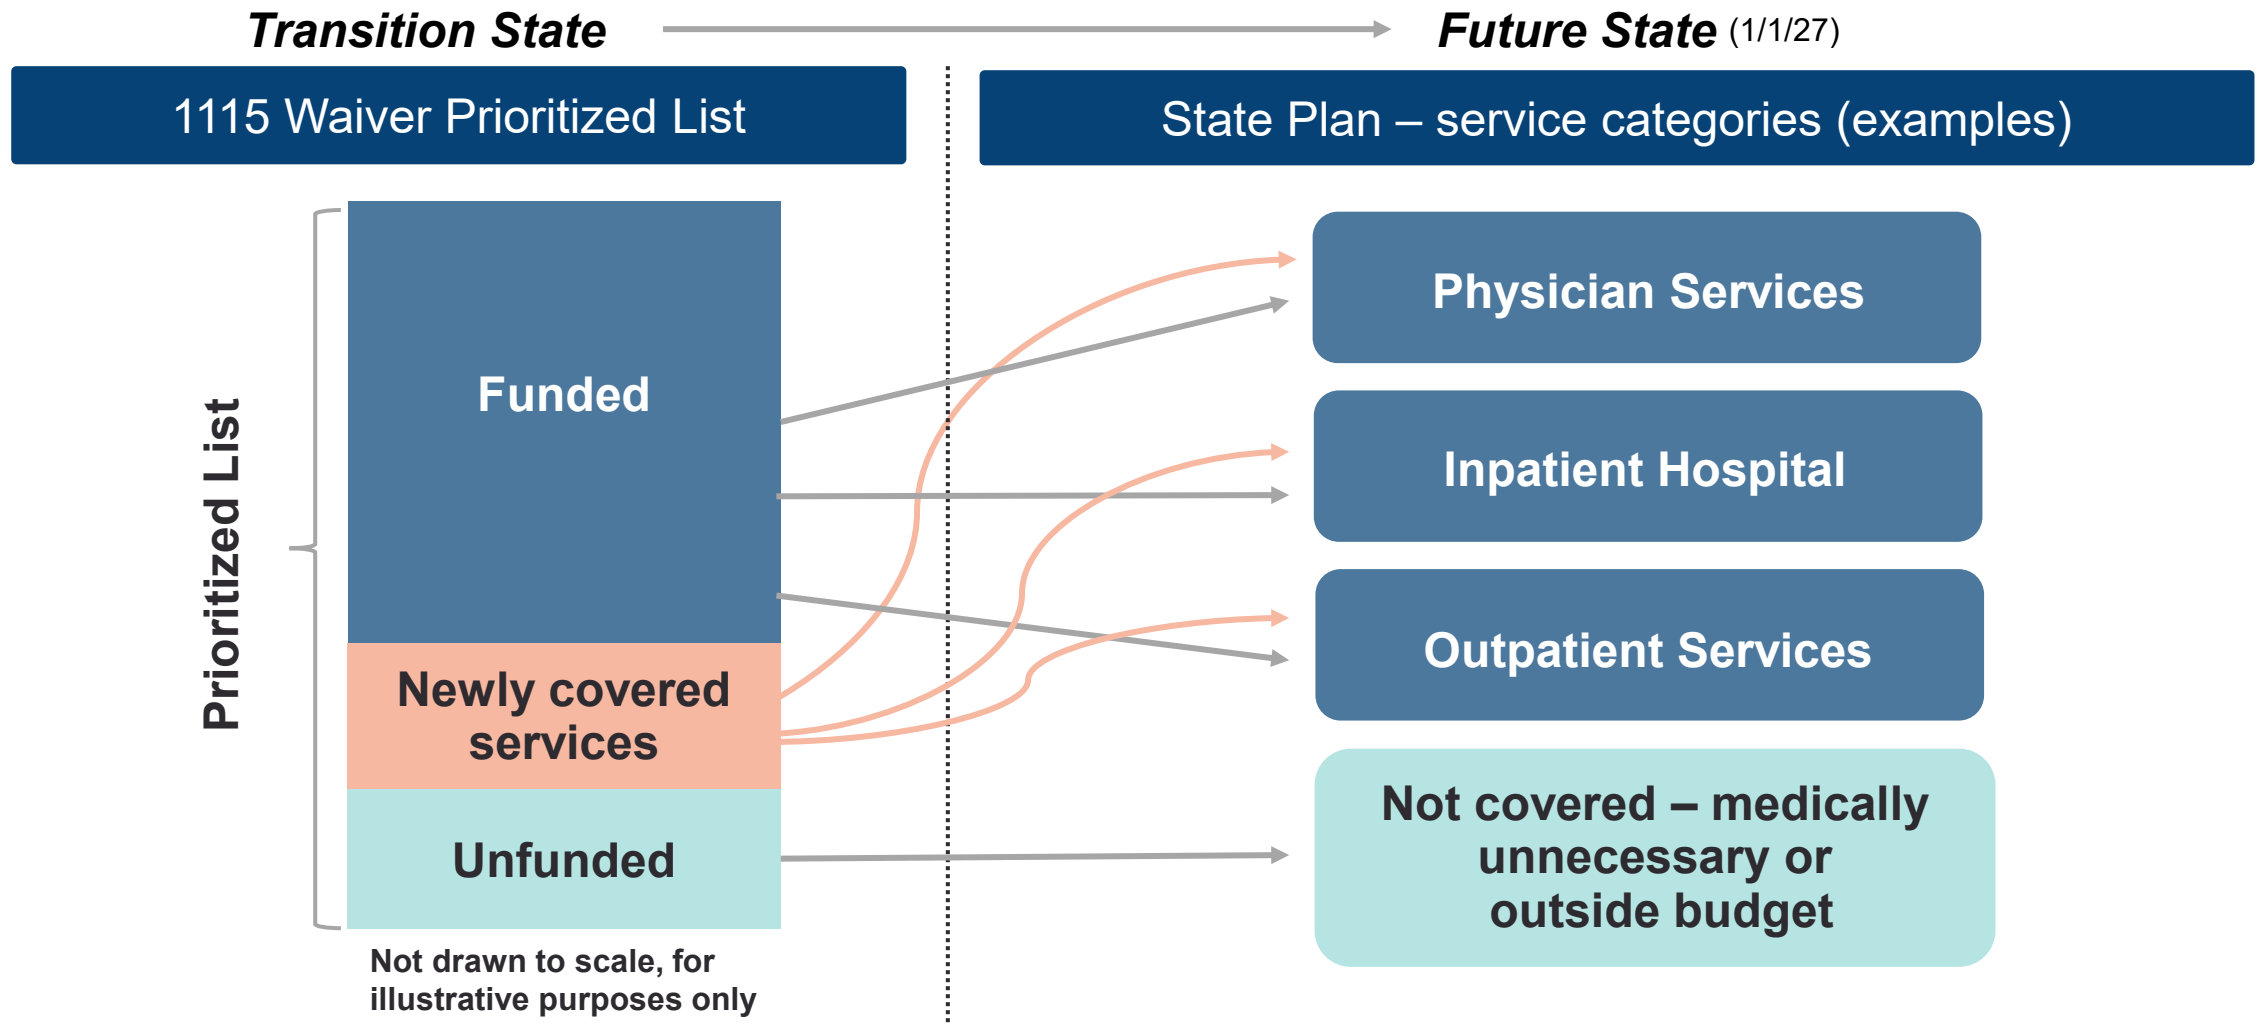 Transition State
Future State (1/1/27)
1115 Waiver Prioritized List
State Plan – service categories (examples)
Prioritized List
Funded
Newly covered
services
Unfunded
Not drawn to scale, for
illustrative purposes only
Physician Services
Inpatient Hospital
Outpatient Services
Not covered – medically
unnecessary or
outside budget